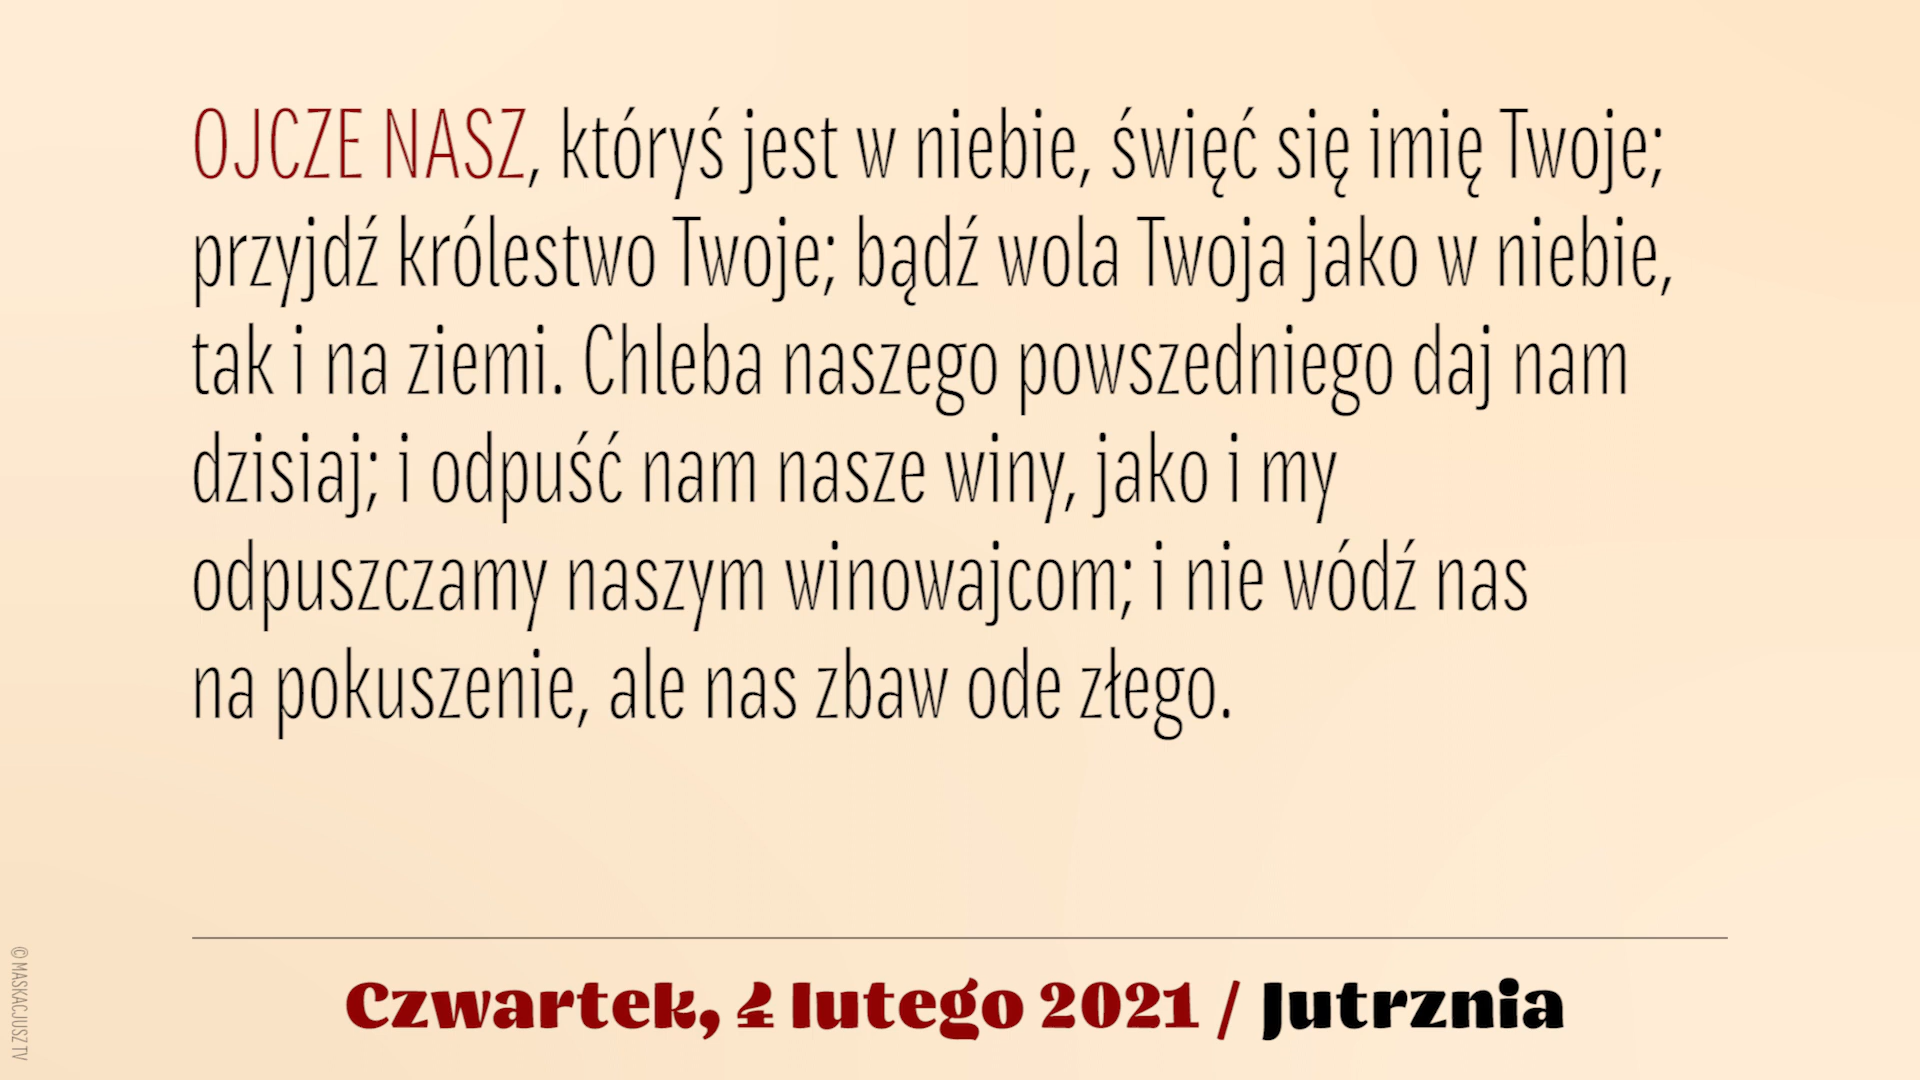 OJCZE NASZ, któryś jest w niebie, święć się imię Twoje;
przyjdź królestwo Twoje; bądź wola Twoja jako w niebie,
tak i na ziemi. Chleba naszego powszedniego daj nam
dzisiaj; i odpuść nam nasze winy, jako i my
odpuszczamy naszym winowajcom; i nie wódź nas
na pokuszenie, ale nas zbaw ode złego.
Czwartek, 4 lutego 2021 / Jutrznia
© MASKACJUSZ TV